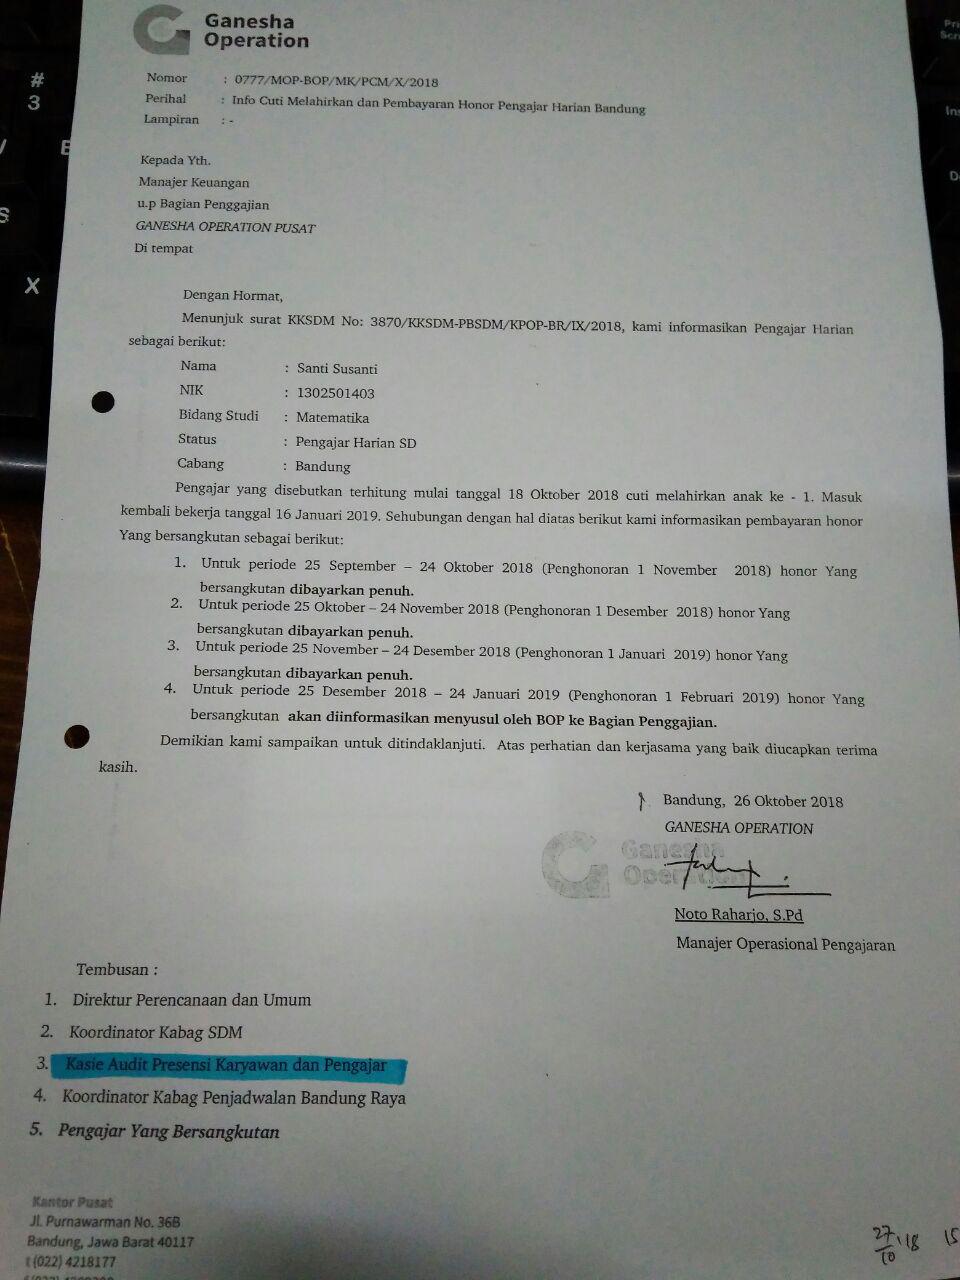 Ganesha
Operation
Nomor : 0777/MOP-BOP/MK/PCM/X/2018
Perihal : Info Cuti Melahirkan dan Pembayaran Honor Pengajar Harian Bandung
Lampiran : -
Kepada Yth.
Manajer Keuangan
u.p Bagian Penggajian
GANESHA OPERATION PUSAT
Di tempat
Dengan Hormat,
Menunjuk surat KKSDM No: 3870/KKSDM-PBSDM/KPOP-BR/IX/2018, kami informasikan Pengajar Harian
sebagai berikut:
Nama : Santi Susanti
NIK : 1302501403
Bidang Studi : Matematika
Status : Pengajar Harian SD
Cabang : Bandung
Pengajar yang disebutkan terhitung mulai tanggal 18 Oktober 2018 cuti melahirkan anak ke - 1. Masuk
kembali bekerja tanggal 16 Januari 2019. Sehubungan dengan hal diatas berikut kami informasikan pembayaran honor
Yang bersangkutan sebagai berikut:
1. Untuk periode 25 September – 24 Oktober 2018 (Penghonoran 1 November 2018) honor Yang
bersangkutan dibayarkan penuh.
2. Untuk periode 25 Oktober – 24 November 2018 (Penghonoran 1 Desember 2018) honor Yang
bersangkutan dibayarkan penuh.
3. Untuk periode 25 November – 24 Desember 2018 (Penghonoran 1 Januari 2019) honor Yang
bersangkutan dibayarkan penuh.
4. Untuk periode 25 Desember 2018 – 24 Januari 2019 (Penghonoran 1 Februari 2019) honor Yang
bersangkutan akan diinformasikan menyusul oleh BOP ke Bagian Penggajian.
Demikian kami sampaikan untuk ditindaklanjuti. Atas perhatian dan kerjasama yang baik diucapkan terima
kasih.
Bandung, 26 Oktober 2018
GANESHA OPERATION
Ganesha
Operation
Noto Raharjo, S.Pd
Manajer Operasional Pengajaran
Tembusan :
1. Direktur Perencanaan dan Umum
2. Koordinator Kabag SDM
3. Kasie Audit Presensi Karyawan dan Pengajar
4. Koordinator Kabag Penjadwalan Bandung Raya
5. Pengajar Yang Bersangkutan
Kantor Pusat
Jl. Purnawarman No. 36B
Bandung, Jawa Barat 40117
t (022) 4218177
27/10 '18
#
3
E
S
X